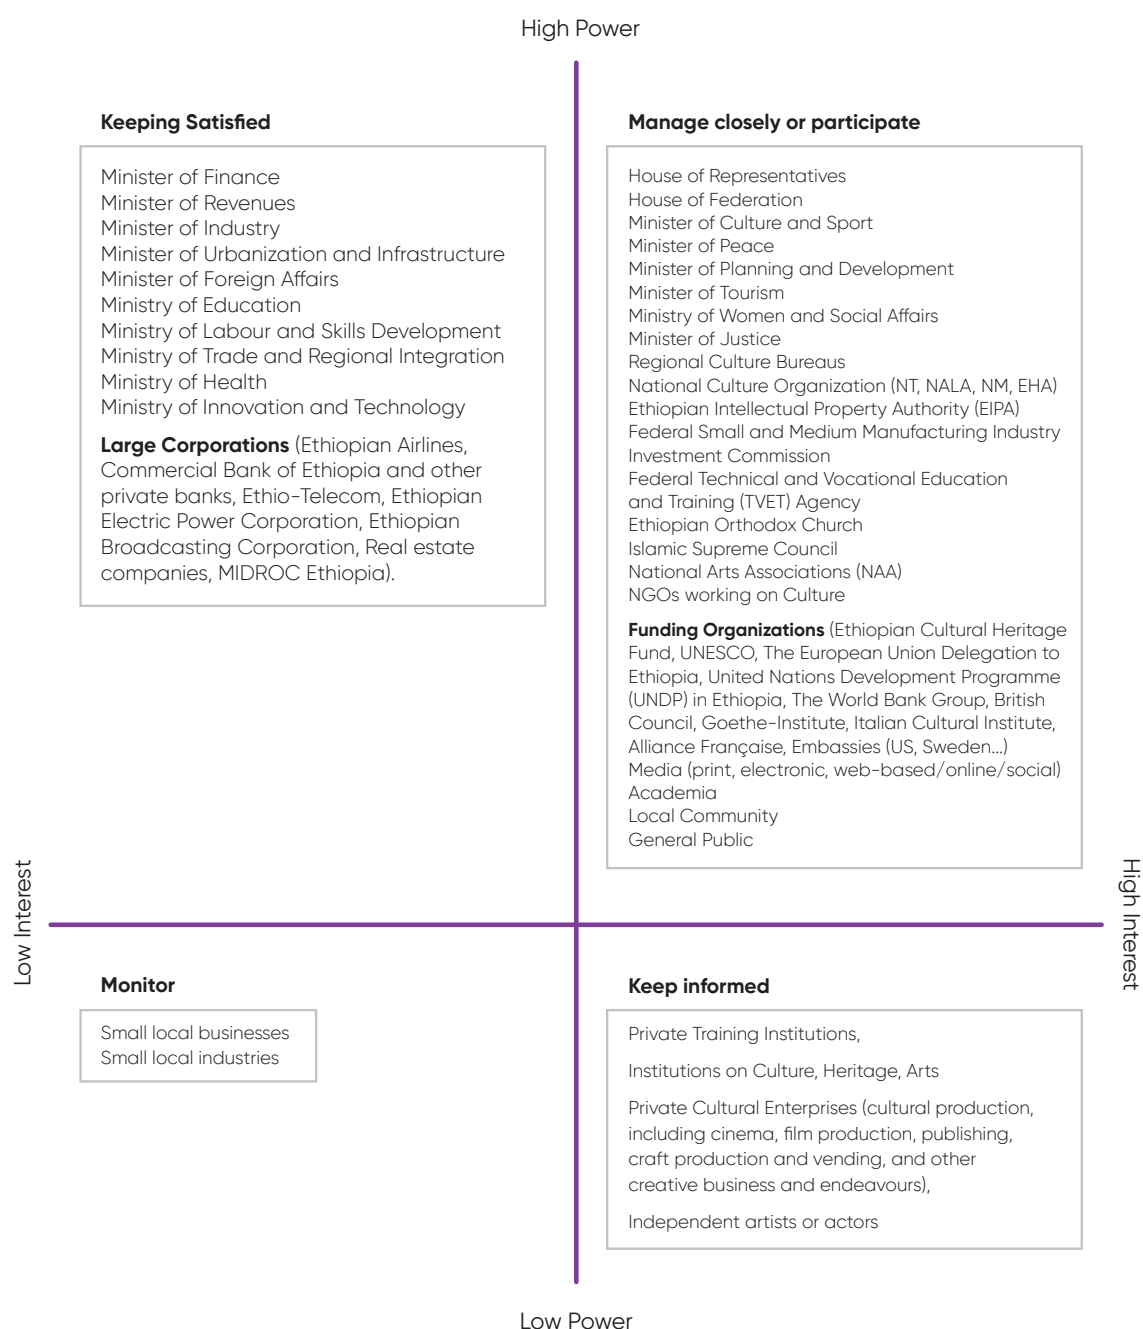 High Power
Keeping Satisfied
Minister of Finance
Minister of Revenues
Minister of Industry
Minister of Urbanization and Infrastructure
Minister of Foreign Affairs
Ministry of Education
Ministry of Labour and Skills Development
Ministry of Trade and Regional Integration
Ministry of Health
Ministry of Innovation and Technology
Large Corporations (Ethiopian Airlines,
Commercial Bank of Ethiopia and other
private banks, Ethio-Telecom, Ethiopian
Electric Power Corporation, Ethiopian
Broadcasting Corporation, Real estate
companies, MIDROC Ethiopia).
Manage closely or participate
House of Representatives
House of Federation
Minister of Culture and Sport
Minister of Peace
Minister of Planning and Development
Minister of Tourism
Ministry of Women and Social Affairs
Minister of Justice
Regional Culture Bureaus
National Culture Organization (NT, NALA, NM, EHA)
Ethiopian Intellectual Property Authority (EIPA)
Federal Small and Medium Manufacturing Industry
Investment Commission
Federal Technical and Vocational Education
and Training (TVET) Agency
Ethiopian Orthodox Church
Islamic Supreme Council
National Arts Associations (NAA)
NGOs working on Culture
Funding Organizations (Ethiopian Cultural Heritage
Fund, UNESCO, The European Union Delegation to
Ethiopia, United Nations Development Programme
(UNDP) in Ethiopia, The World Bank Group, British
Council, Goethe-Institute, Italian Cultural Institute,
Alliance Française, Embassies (US, Sweden...)
Media (print, electronic, web-based/online/social)
Academia
Local Community
General Public
Low Interest
High Interest
Monitor
Small local businesses
Small local industries
Keep informed
Private Training Institutions,
Institutions on Culture, Heritage, Arts
Private Cultural Enterprises (cultural production,
including cinema, film production, publishing,
craft production and vending, and other
creative business and endeavours),
Independent artists or actors
Low Power